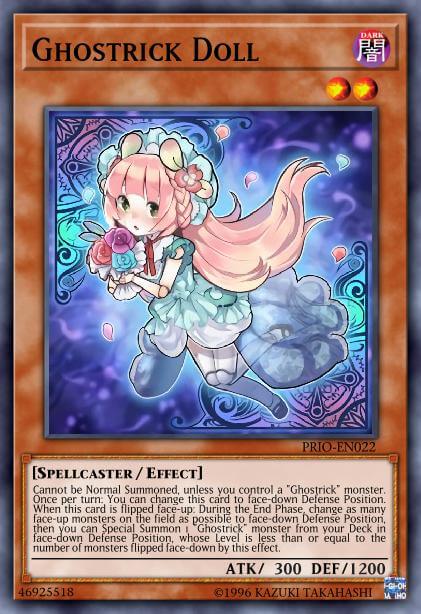 Ghostrick Doll
DARK
闇
PRIO-EN022
[Spellcaster / Effect]
Cannot be Normal Summoned, unless you control a "Ghostrick" monster.
Once per turn: You can change this card to face-down Defense Position.
When this card is flipped face-up: During the End Phase, change as many
face-up monsters on the field as possible to face-down Defense Position,
then you can Special Summon 1 "Ghostrick" monster from your Deck in
face-down Defense Position, whose Level is less than or equal to the
number of monsters flipped face-down by this effect.
ATK/ 300 DEF/1200
46925518
©1996 KAZUKI TAKAHASHI